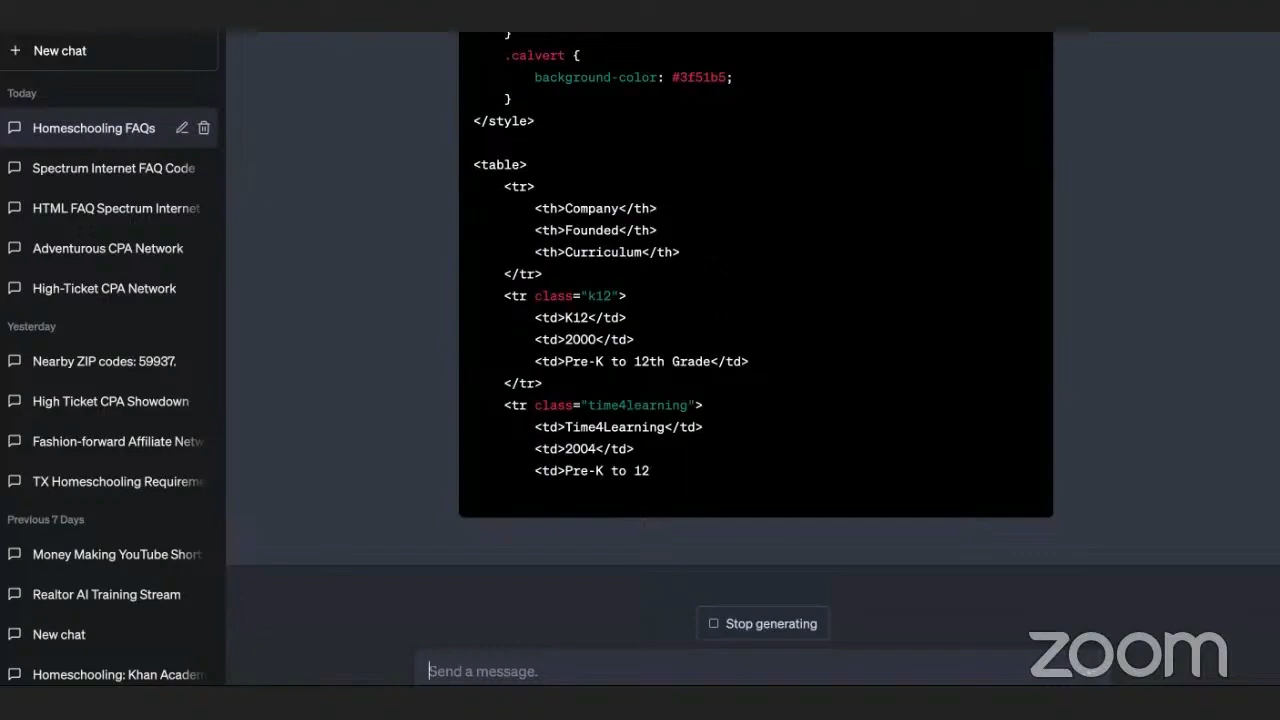 New chat
Today
Homeschooling FAQs
Spectrum Internet FAQ Code
HTML FAQ Spectrum Internet
Adventurous CPA Network
High-Ticket CPA Network
Yesterday
Nearby ZIP codes: 59937.
High Ticket CPA Showdown
Fashion-forward Affiliate Netw
TX Homeschooling Requireme
Previous 7 Days
Money Making YouTube Short
Realtor AI Training Stream
New chat
Homeschooling: Khan Academ
}
.calvert {
background-color: #3f51b5;
}
</style>
<table>
<tr>
<th>Company</th>
<th>Founded</th>
<th>Curriculum</th>
</tr>
<tr class="k12">
<td>K12</td>
<td>2000</td>
<td>Pre-K to 12th Grade</td>
</tr>
<tr class="time4learning">
<td>Time4Learning</td>
<td>2004</td>
<td>Pre-K to 12
Stop generating
Send a message.
zoom